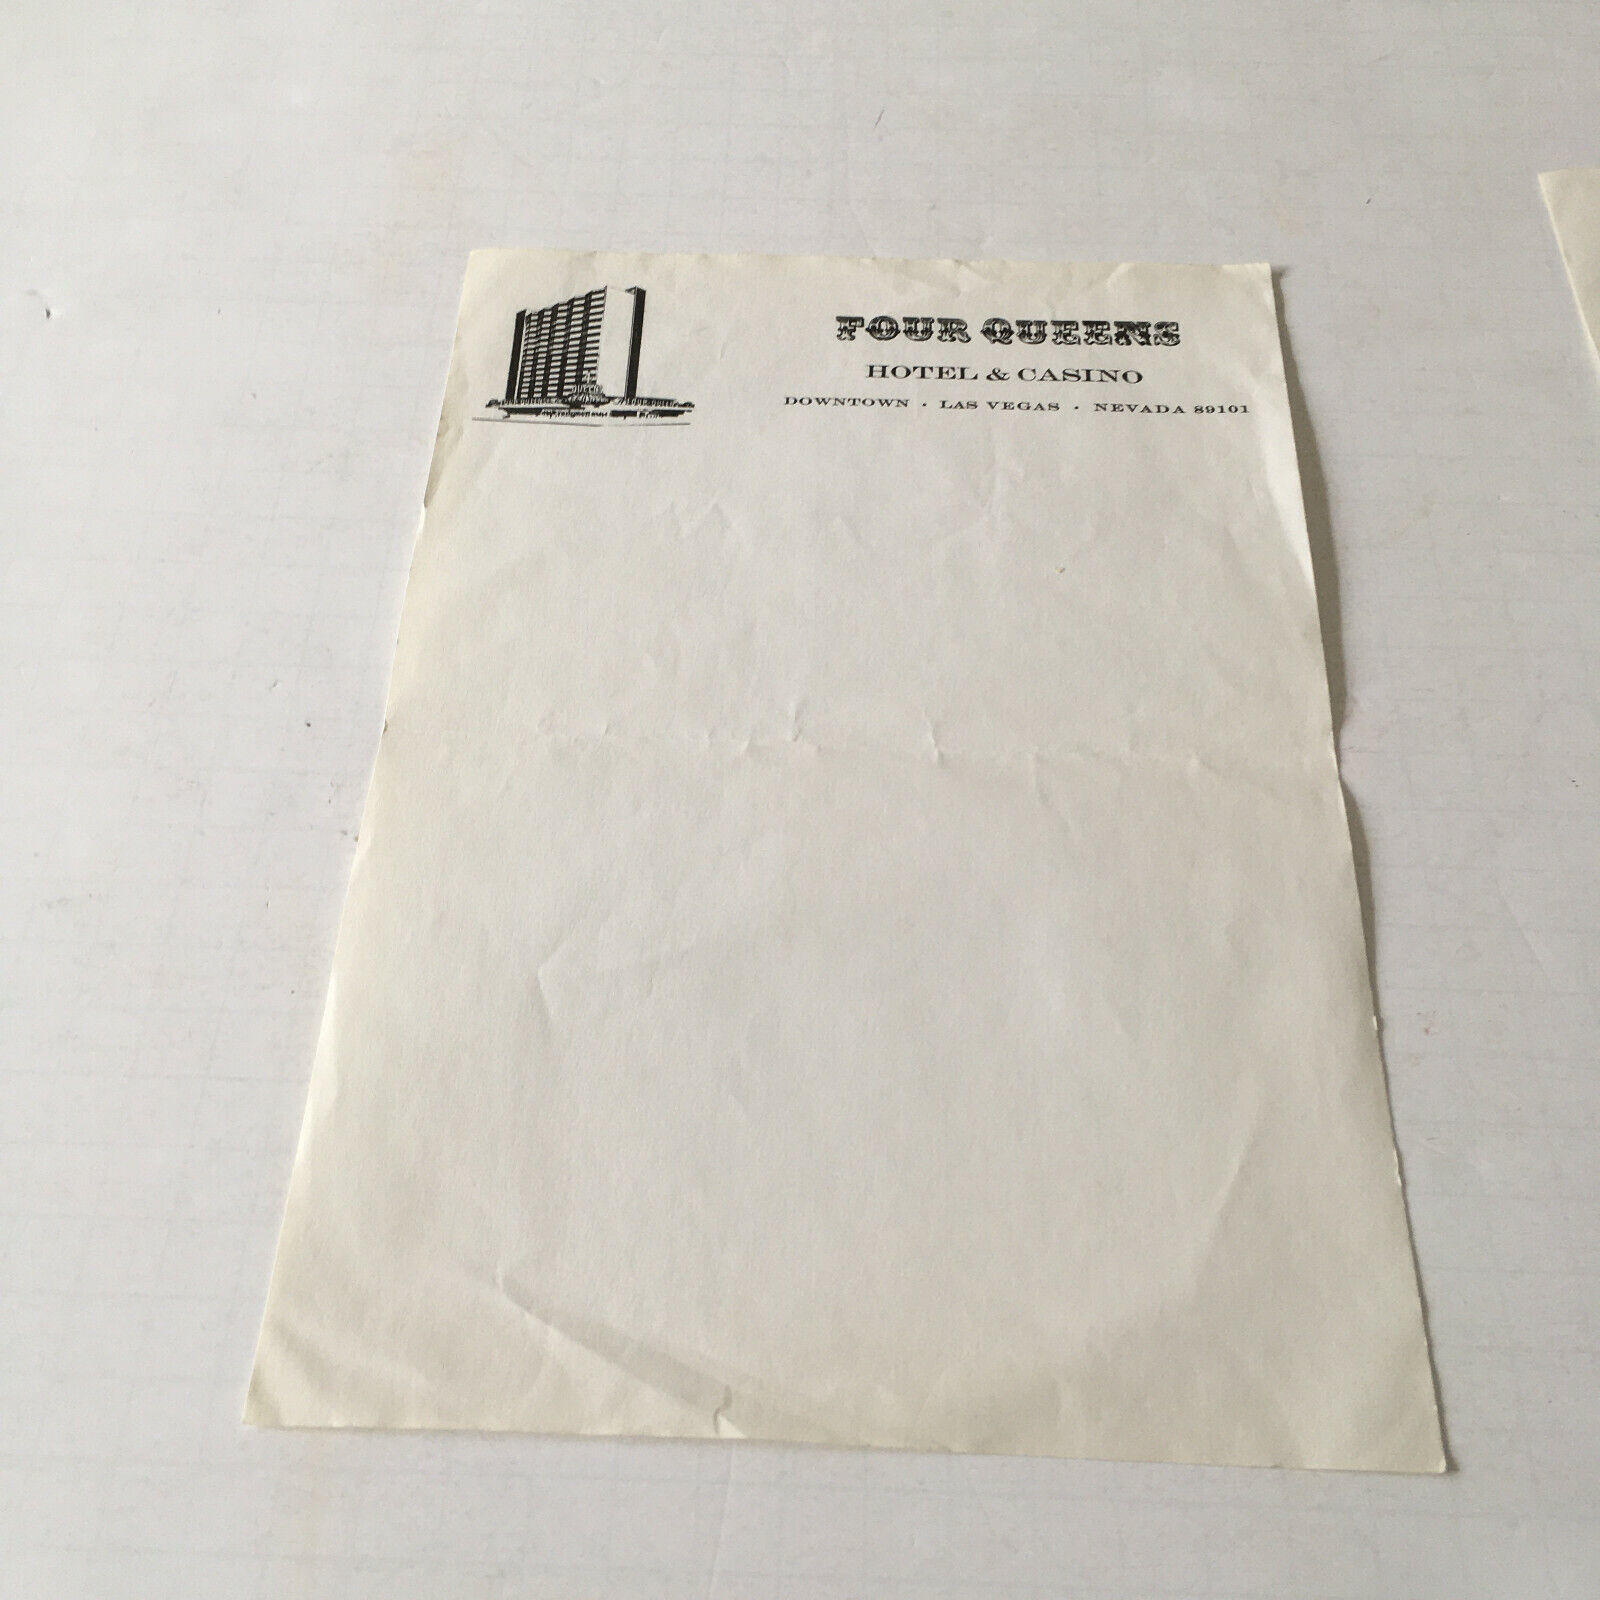 FOUR QUEENS
HOTEL & CASINO
DOWNTOWN · LAS VEGAS · NEVADA 89101